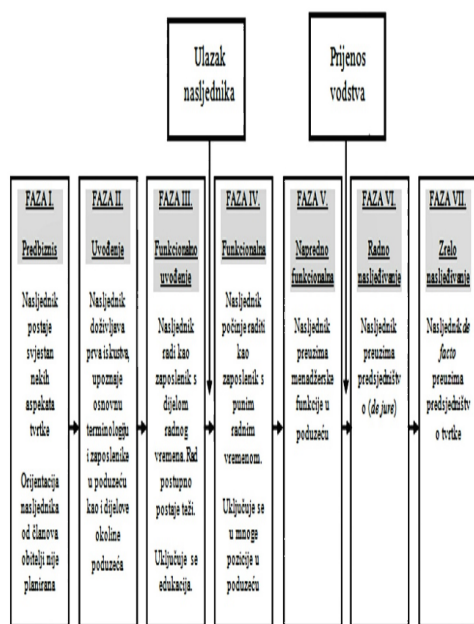 Ulazak
nasljednika
Prijenos
vodstva
FAZA I.
Predbiznis
Nasljednik
postaje
svjestan
nekih
aspekata
tvrtke
Orijentacija
nasljednika
od članova
obitelji nije
planirana
FAZA II.
Uvođenje
Nasljednik
doživljava
prva iskustva,
upoznaje
osnovnu
terminologiju
i zaposlenike
u poduzeću
kao i dijelove
okoline
poduzeća
FAZA III.
Funkcionalno
uvođenje
Nasljednik
radi kao
zaposlenik s
dijelom
radnog
vremena. Rad
postupno
postaje teži.
Uključuje se
edukacija.
FAZA IV.
Funkcionalna
Nasljednik
počinje raditi
kao
zaposlenik s
punim
radnim
vremenom.
Uključuje se
u mnoge
pozicije u
poduzeću
FAZA V.
Napredno
funkcionalna
Nasljednik
preuzima
menadžerske
funkcije u
poduzeću
FAZA VI.
Radno
nasljeđivanje
Nasljednik
preuzima
predsjedništv
o (de jure)
FAZA VII.
Zrelo
nasljeđivanje
Nasljednik de
facto
preuzima
predsjedništv
o tvrtke